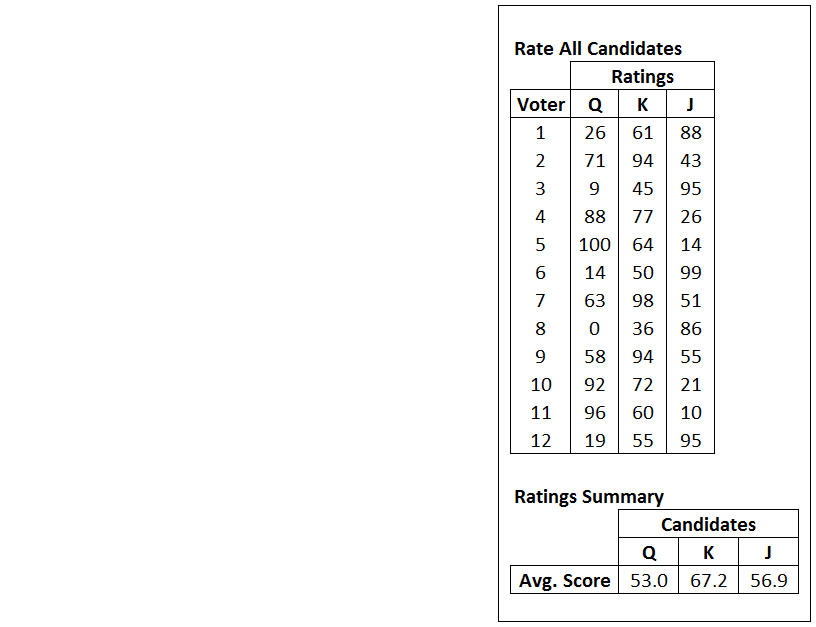 Rate All Candidates
Ratings
Voter Q K J
1 26 61 88
2 71 94 43
3 9 45 95
4 88 77 26
5 100 64 14
6 14 50 99
7 63 98 51
8 0 36 86
9 58 94 55
10 92 72 21
11 96 60 10
12 19 55 95
Ratings Summary
Candidates
Q K J
Avg. Score 53.0 67.2 56.9